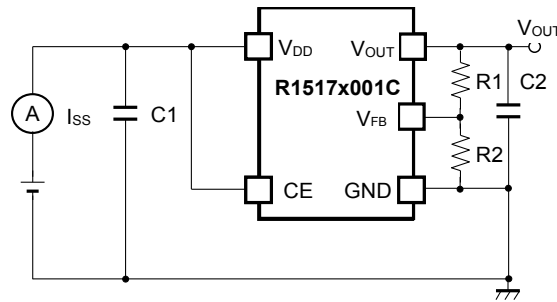 VOUT
VDD
VOUT
R1517x001C
R1
C2
A
ISS
C1
VFB
R2
CE
GND